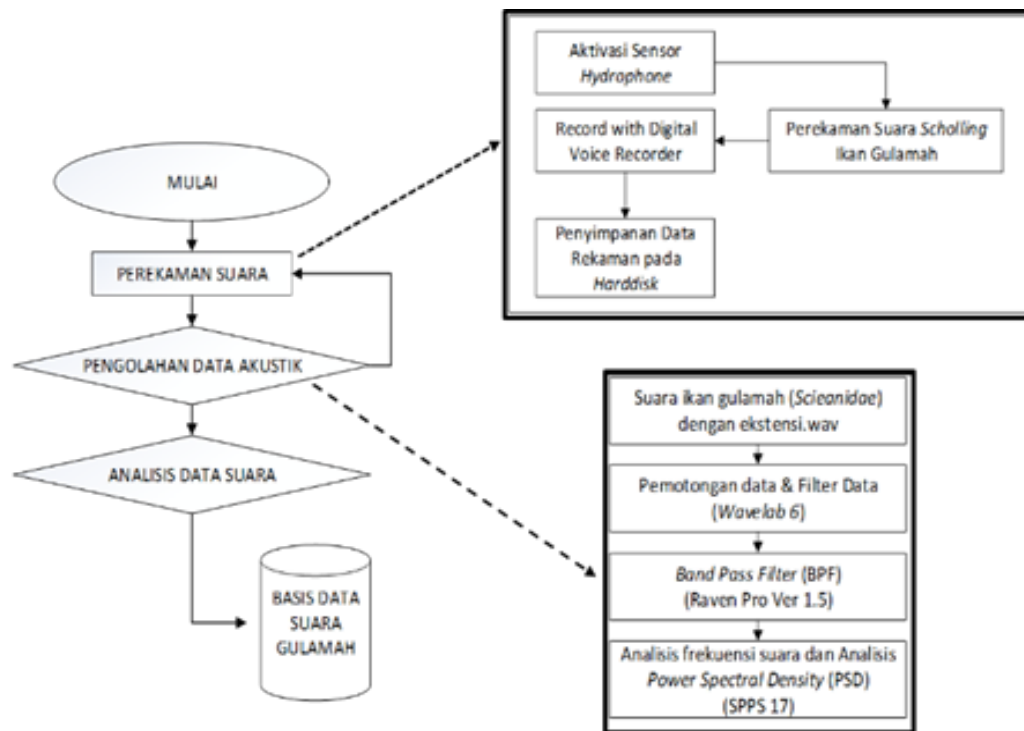 MULAI
PEREKAMAN SUARA
PENGOLAHAN DATA AKUSTIK
ANALISIS DATA SUARA
BASIS DATA
SUARA
GULAMAH
Aktivasi Sensor
Hydrophone
Perekaman Suara Scholling
Ikan Gulamah
Record with Digital
Voice Recorder
Penyimpanan Data
Rekaman pada
Harddisk
Suara ikan gulamah (Scieanidae)
dengan ekstensi.wav
Pemotongan data & Filter Data
(Wavelab 6)
Band Pass Filter (BPF)
(Raven Pro Ver 1.5)
Analisis frekuensi suara dan Analisis
Power Spectral Density (PSD)
(SPPS 17)